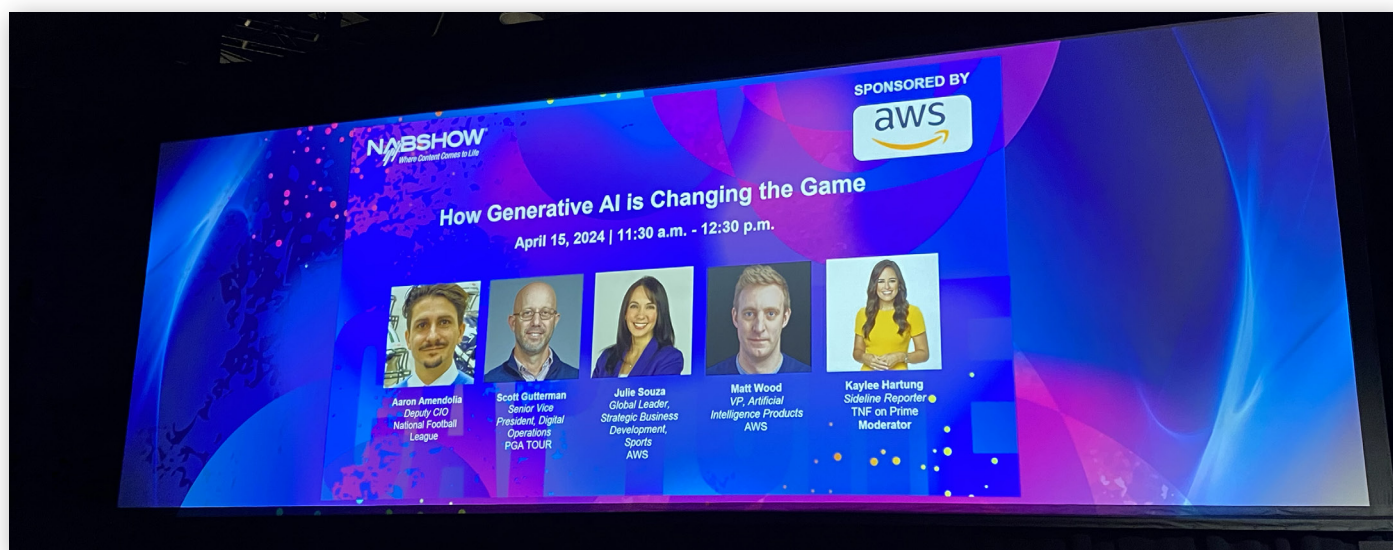 SPONSORED BY
aws
NABSHOW
Where Content Comes to Life
How Generative AI is Changing the Game
April 15, 2024 | 11:30 a.m. - 12:30 p.m.
Aaron Amendolia
Deputy CIO
National Football
League
Scott Gutterman
Senior Vice
President, Digital
Operations
PGA TOUR
Julie Souza
Global Leader,
Strategic Business
Development,
Sports
AWS
Matt Wood
VP, Artificial
Intelligence Products
AWS
Kaylee Hartung
Sideline Reporter
TNF on Prime
Moderator